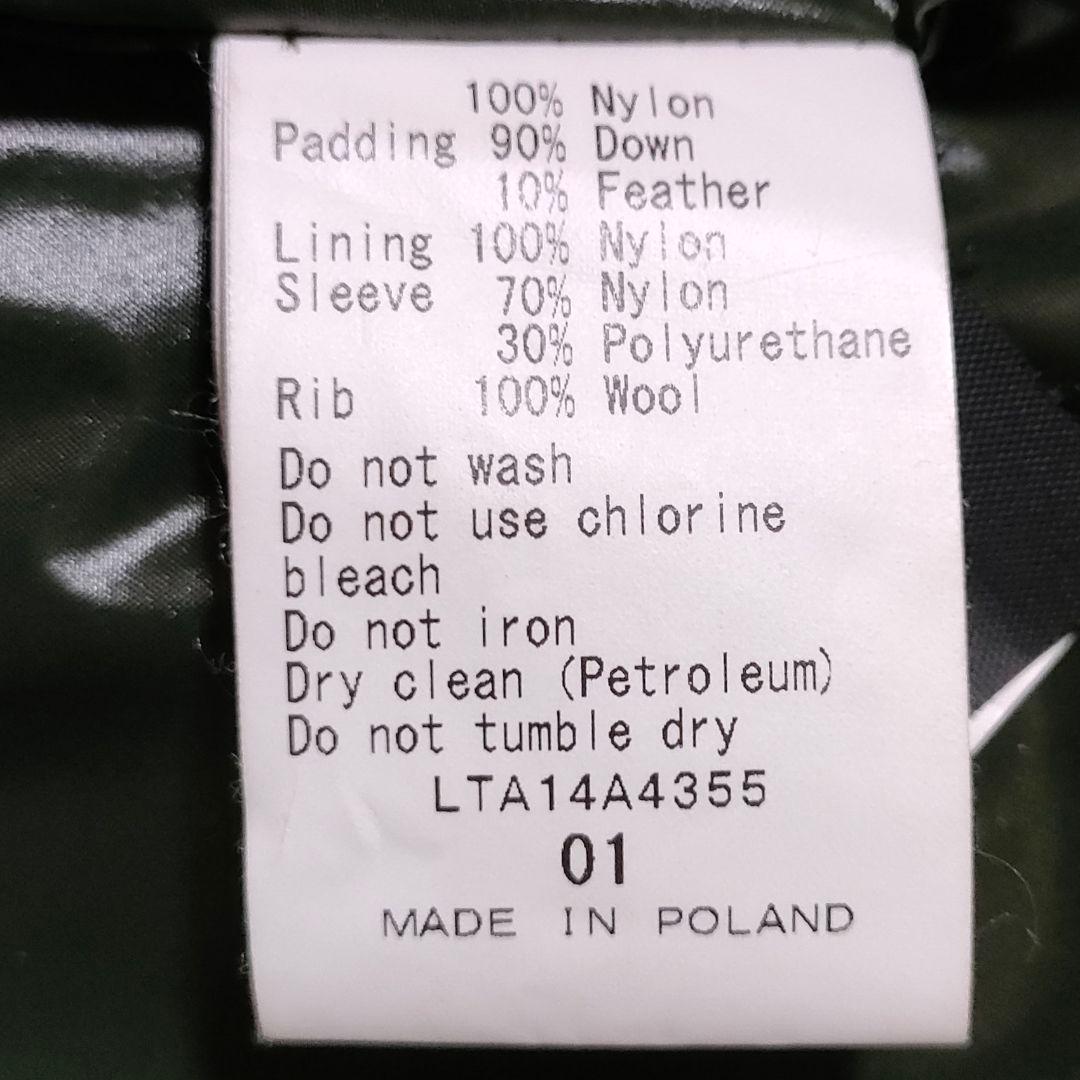 100% Nylon
Padding 90% Down
10% Feather
Lining 100% Nylon
Sleeve 70% Nylon
30% Polyurethane
Rib 100% Wool
Do not wash
Do not use chlorine
bleach
Do not iron
Dry clean (Petroleum)
Do not tumble dry
LTA14A4355
01
MADE IN POLAND